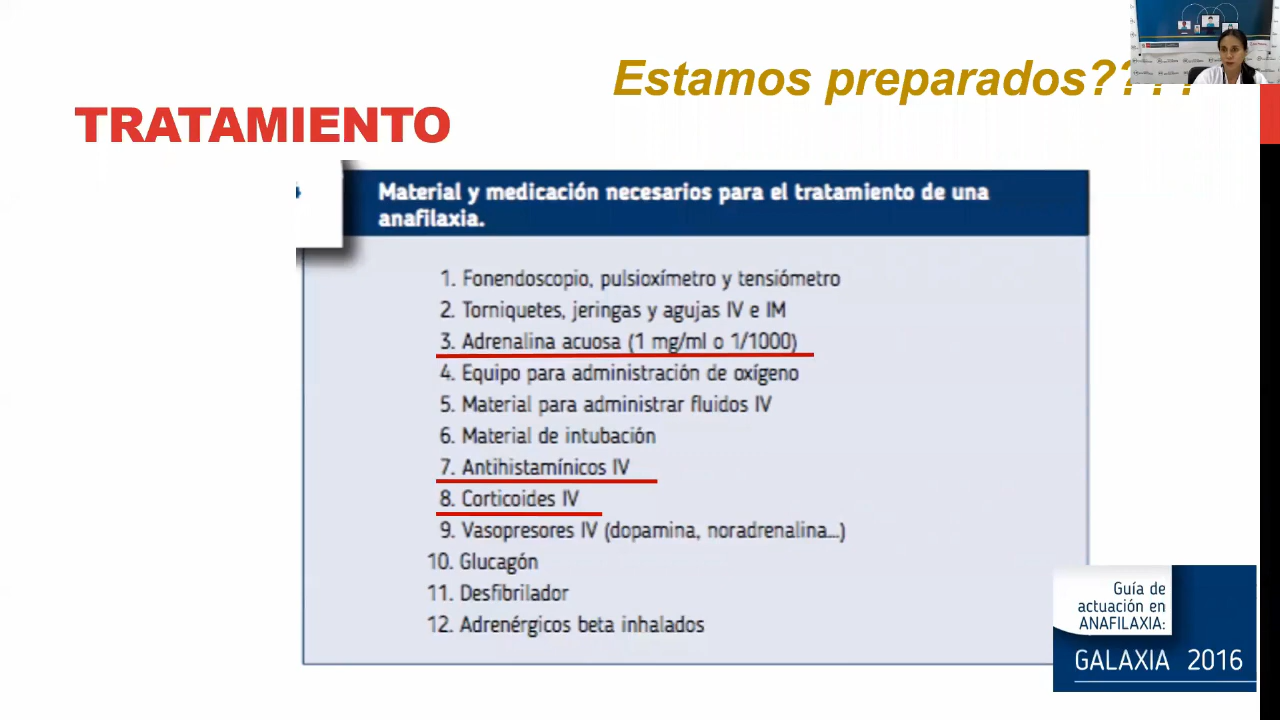 Estamos preparados????
TRATAMIENTO
Material y medicación necesarios para el tratamiento de una
anafilaxia.
1. Fonendoscopio, pulsioxímetro y tensiómetro
2. Torniquetes, jeringas y agujas IV e IM
3. Adrenalina acuosa (1 mg/ml o 1/1000)
4. Equipo para administración de oxígeno
5. Material para administrar fluidos IV
6. Material de intubación
7. Antihistamínicos IV
8. Corticoides IV
9. Vasopresores IV (dopamina, noradrenalina...)
10. Glucagón
11. Desfibrilador
12. Adrenérgicos beta inhalados
Guía de
actuación en
ANAFILAXIA:
GALAXIA 2016